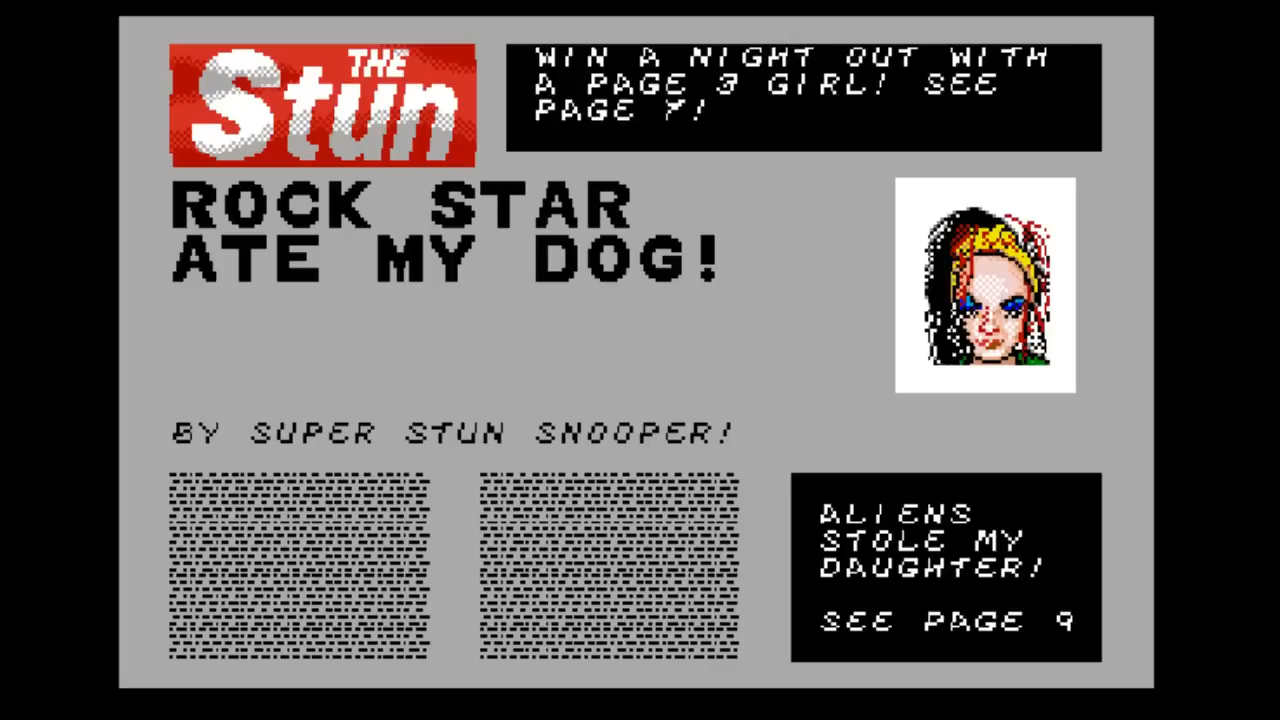 THE
Stun
WIN A NIGHT OUT WITH
A PAGE 3 GIRL! SEE
PAGE 7!
ROCK STAR
ATE MY DOG!
BY SUPER STUN SNOOPER!
ALIENS
STOLE MY
DAUGHTER!
SEE PAGE 9